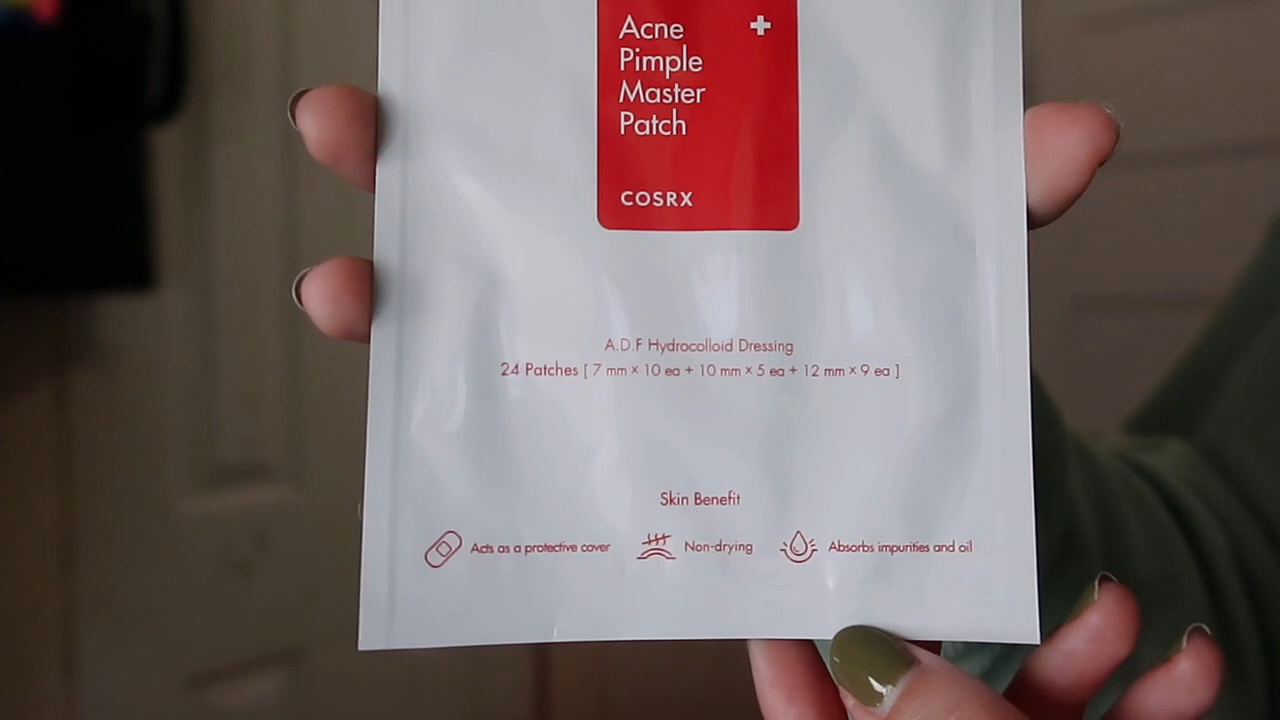 Acne
Pimple
Master
Patch
COSRX
A.D.F Hydrocolloid Dressing
24 Patches [ 7 mm × 10 ea + 10 mm × 5 ea + 12 mm × 9 ea ]
Skin Benefit
Acts as a protective cover
Non-drying
Absorbs impurities and oil